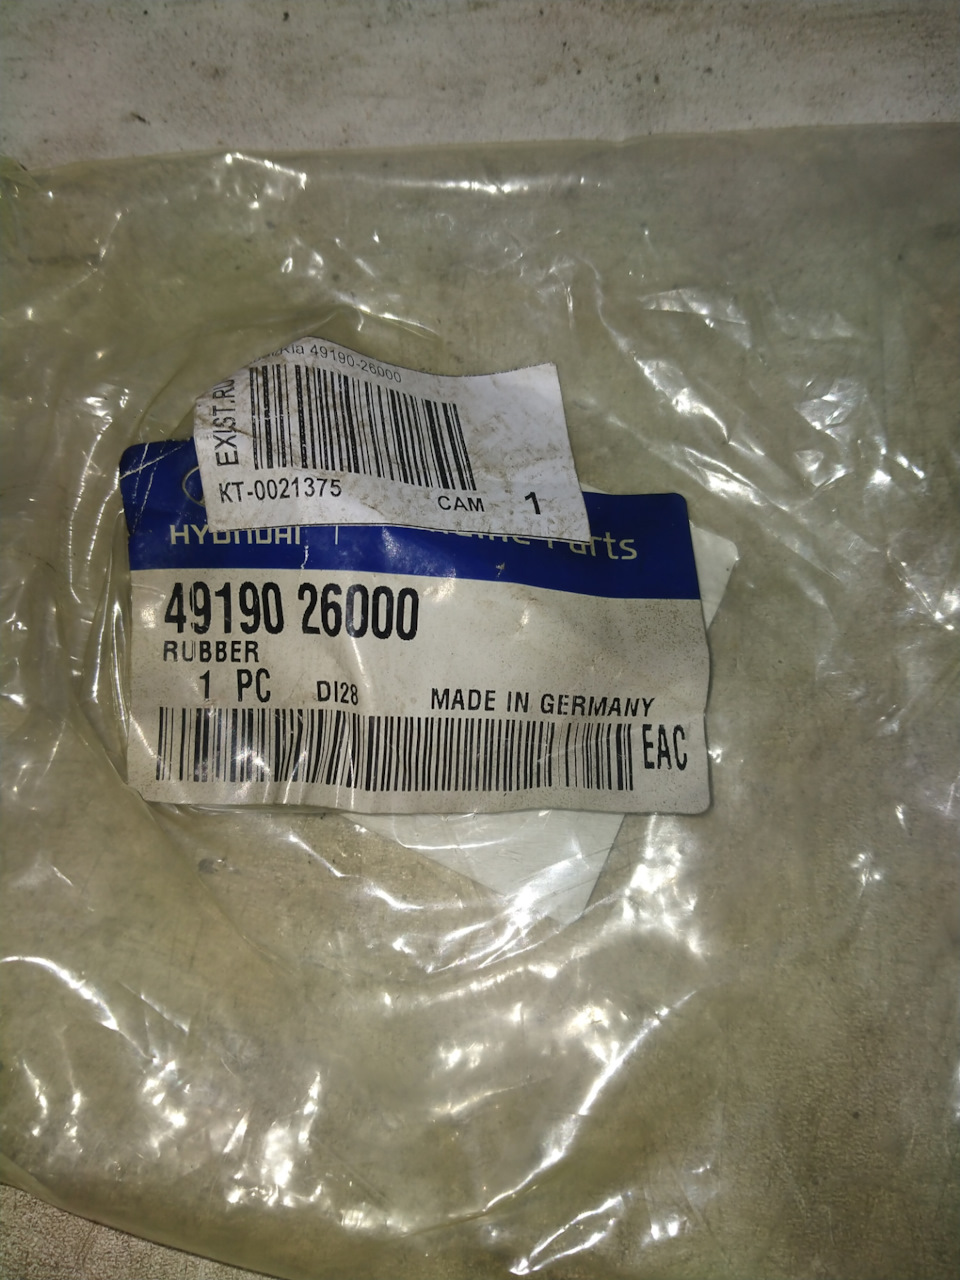 49190-26000
EXIST.RU
KT-0021375
CAM 1
HYUNDAI Parts
49190 26000
RUBBER
1 PC DI28 MADE IN GERMANY
EAC